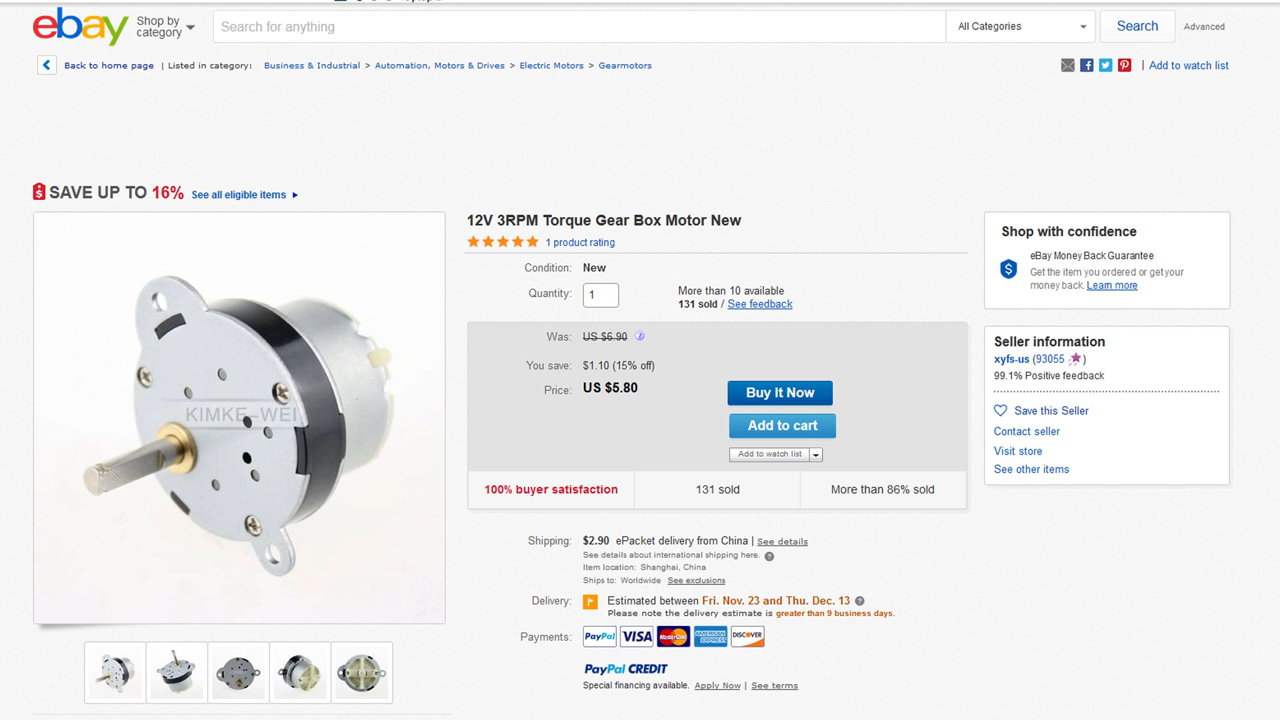 ebay
Shop by category
Search for anything
All Categories
Search
Advanced
Back to home page | Listed in category: Business & Industrial > Automation, Motors & Drives > Electric Motors > Gearmotors
| Add to watch list
SAVE UP TO 16% See all eligible items
KIMKE-WEI
12V 3RPM Torque Gear Box Motor New
1 product rating
Condition: New
Quantity: 1
More than 10 available
131 sold / See feedback
Was: US $6.90
You save: $1.10 (15% off)
Price: US $5.80
Buy It Now
Add to cart
Add to watch list
100% buyer satisfaction
131 sold
More than 86% sold
Shipping: $2.90 ePacket delivery from China | See details
See details about international shipping here. ?
Item location: Shanghai, China
Ships to: Worldwide See exclusions
Delivery: Estimated between Fri. Nov. 23 and Thu. Dec. 13 ?
Please note the delivery estimate is greater than 9 business days.
Payments: PayPal VISA MasterCard AMERICAN EXPRESS DISCOVER
PayPal CREDIT
Special financing available. Apply Now | See terms
Shop with confidence
eBay Money Back Guarantee
Get the item you ordered or get your
money back. Learn more
Seller information
xyfs-us (93055)
99.1% Positive feedback
Save this Seller
Contact seller
Visit store
See other items